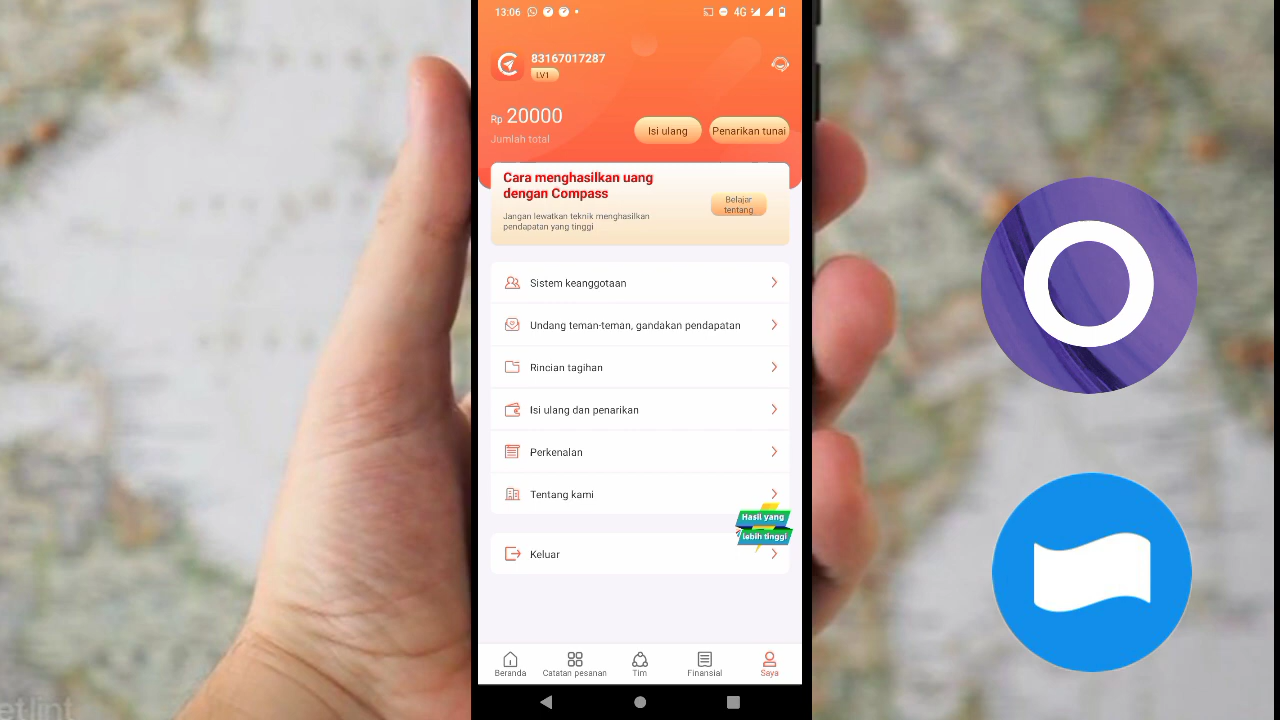 13:06
4G
83167017287
LV1
Rp 20000
Jumlah total
Isi ulang
Penarikan tunai
Cara menghasilkan uang
dengan Compass
Jangan lewatkan teknik menghasilkan
pendapatan yang tinggi
Belajar
tentang
Sistem keanggotaan
Undang teman-teman, gandakan pendapatan
Rincian tagihan
Isi ulang dan penarikan
Perkenalan
Tentang kami
Hasil yang
lebih tinggi
Keluar
Beranda
Catatan pesanan
Tim
Finansial
Saya